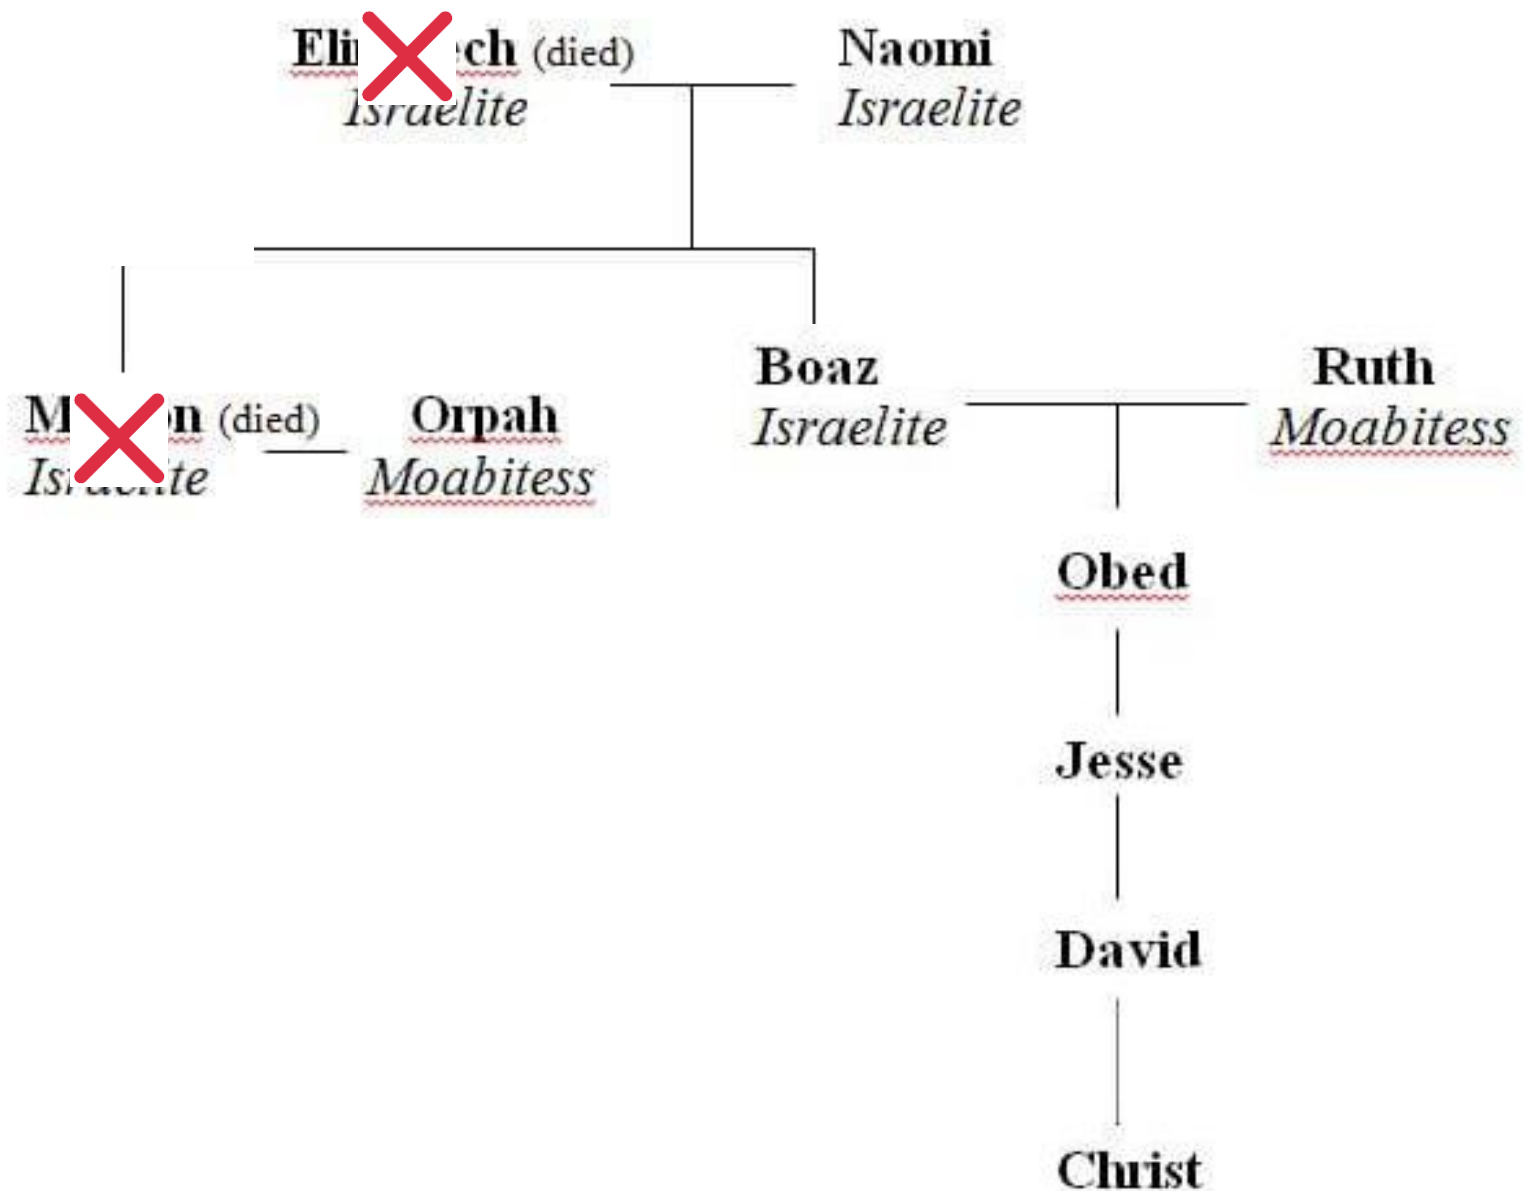 (died) Naomi
Israelite Israelite
Boaz Ruth
(died) Orpah Israelite Moabitess
Moabitess
Obed
Jesse
David
Christ